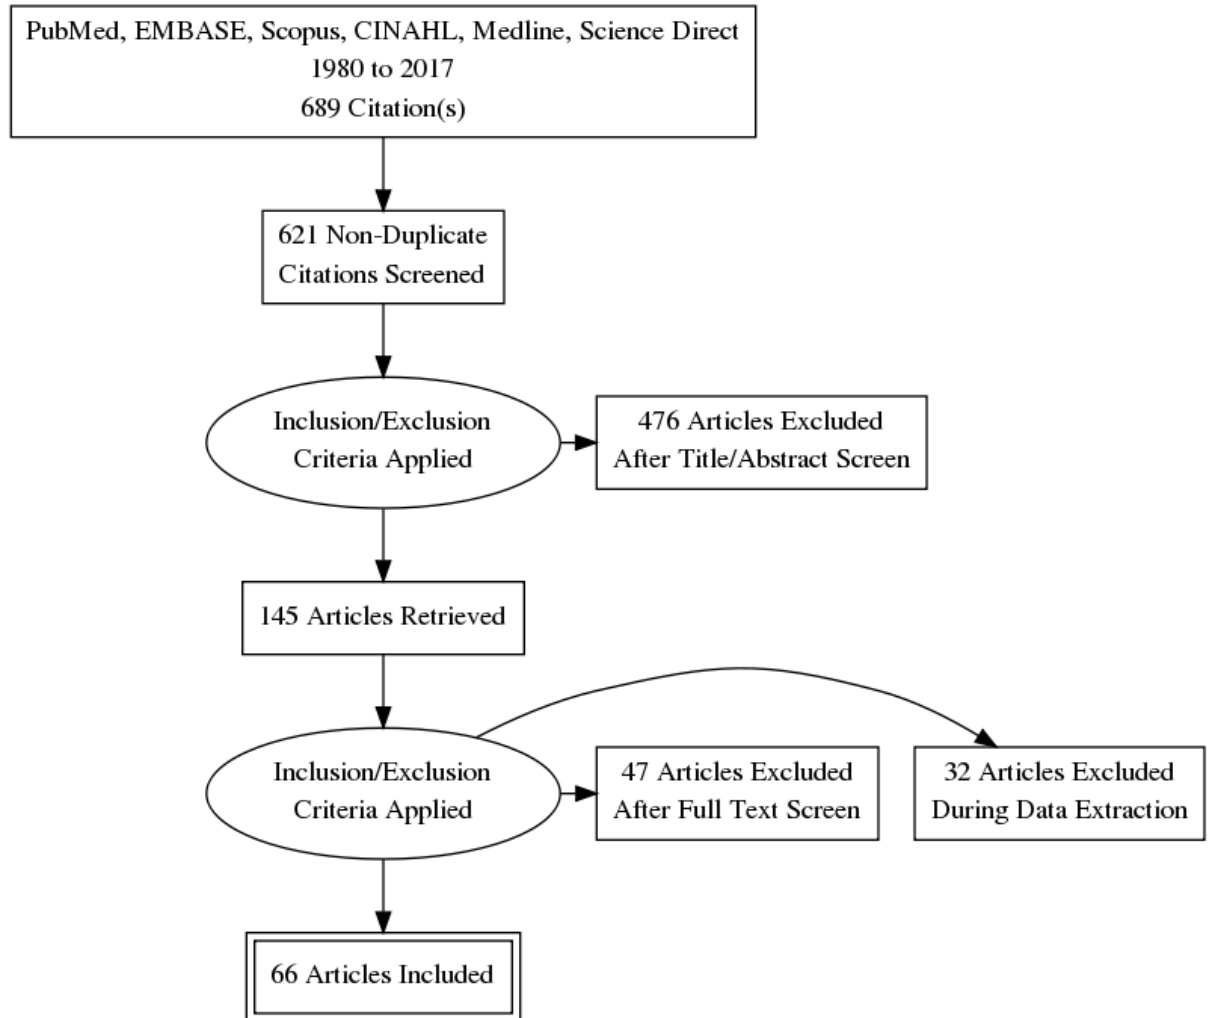 PubMed, EMBASE, Scopus, CINAHL, Medline, Science Direct
1980 to 2017
689 Citation(s)
621 Non-Duplicate
Citations Screened
Inclusion/Exclusion
Criteria Applied
476 Articles Excluded
After Title/Abstract Screen
145 Articles Retrieved
Inclusion/Exclusion
Criteria Applied
47 Articles Excluded
After Full Text Screen
32 Articles Excluded
During Data Extraction
66 Articles Included